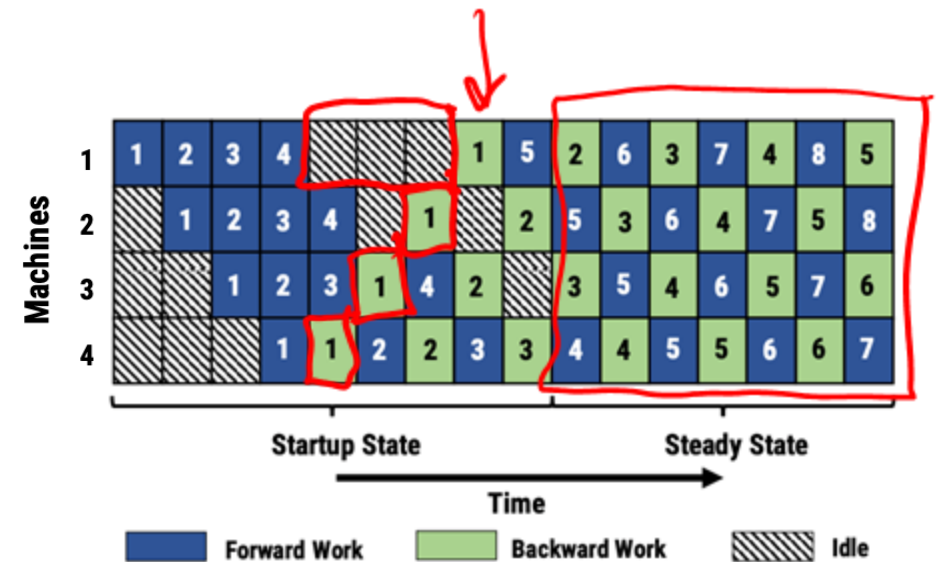 1 1 2 3 4 1 5 2 6 3 7 4 8 5
2 1 2 3 4 1 2 5 3 6 4 7 5 8
3 1 2 3 1 4 2 3 5 4 6 5 7 6
4 1 1 2 2 3 3 4 4 5 5 6 6 7
Machines
Startup State Steady State
Time
Forward Work Backward Work Idle